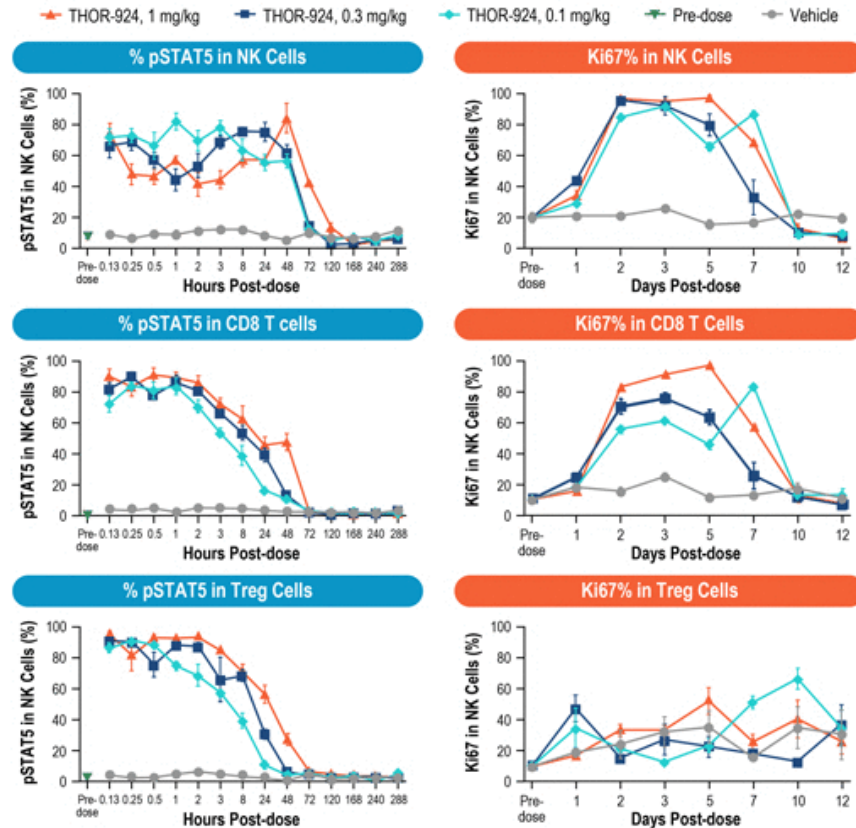 THOR-924, 1 mg/kg THOR-924, 0.3 mg/kg THOR-924, 0.1 mg/kg Pre-dose Vehicle
% pSTAT5 in NK Cells
pSTAT5 in NK Cells (%)
100
80
60
40
20
0
Pre-dose 0.13 0.25 0.5 1 2 3 8 24 48 72 120 168 240 288
Hours Post-dose
Ki67% in NK Cells
Ki67 in NK Cells (%)
100
80
60
40
20
0
Pre-dose 1 2 3 5 7 10 12
Days Post-dose
% pSTAT5 in CD8 T cells
pSTAT5 in NK Cells (%)
100
80
60
40
20
0
Pre-dose 0.13 0.25 0.5 1 2 3 8 24 48 72 120 168 240 288
Hours Post-dose
Ki67% in CD8 T Cells
Ki67 in NK Cells (%)
100
80
60
40
20
0
Pre-dose 1 2 3 5 7 10 12
Days Post-dose
% pSTAT5 in Treg Cells
pSTAT5 in NK Cells (%)
100
80
60
40
20
0
Pre-dose 0.13 0.25 0.5 1 2 3 8 24 48 72 120 168 240 288
Hours Post-dose
Ki67% in Treg Cells
Ki67 in NK Cells (%)
100
80
60
40
20
0
Pre-dose 1 2 3 5 7 10 12
Days Post-dose